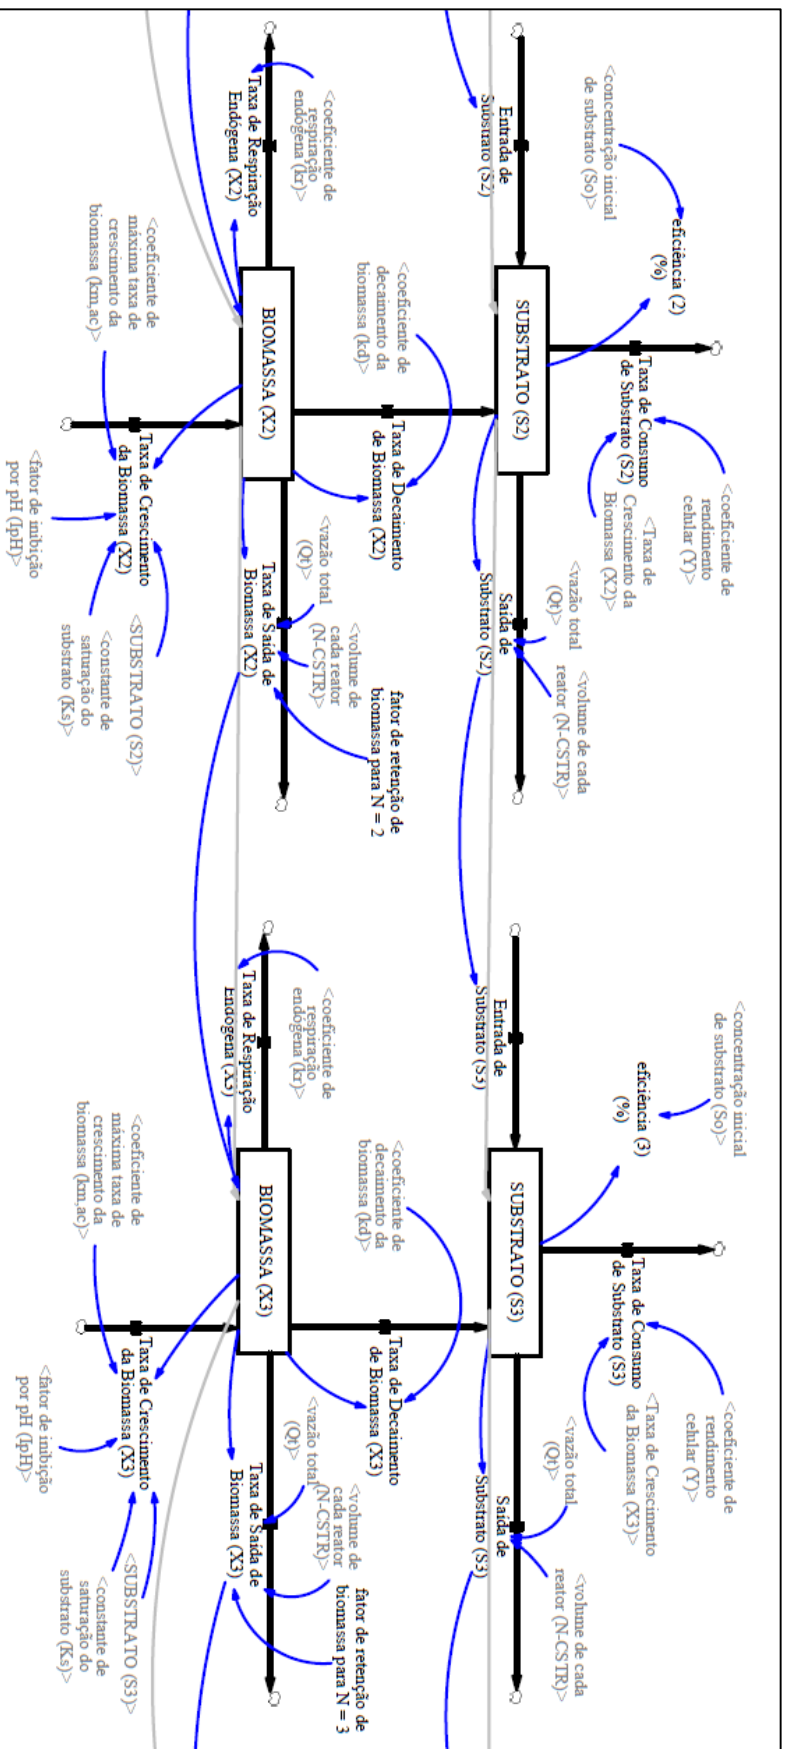 <concentração inicial
de substrato (So)>
eficiência (2)
(%)
Taxa de Consumo
de Substrato (S2)
<coeficiente de
rendimento
celular (Y)>
<Taxa de
Crescimento da
Biomassa (X2)>
Entrada de
Substrato (S2)
SUBSTRATO (S2)
<vazão total
(Qt)>
Saída de
Substrato (S2)
<volume de cada
reator (N-CSTR)>
<coeficiente de
respiração
endógena (kr)>
Taxa de Respiração
Endógena (X2)
<coeficiente de
decaimento da
biomassa (kd)>
Taxa de Decaimento
de Biomassa (X2)
BIOMASSA (X2)
<vazão total
(Qt)>
<volume de
cada reator
(N-CSTR)>
fator de retenção de
biomassa para N = 2
Taxa de Saída de
Biomassa (X2)
<coeficiente de
máxima taxa de
crescimento da
biomassa (km,ac)>
Taxa de Crescimento
da Biomassa (X2)
<fator de inibição
por pH (IpH)>
<SUBSTRATO (S2)>
<constante de
saturação do
substrato (Ks)>
<concentração inicial
de substrato (So)>
eficiência (3)
(%)
Taxa de Consumo
de Substrato (S3)
<coeficiente de
rendimento
celular (Y)>
<Taxa de Crescimento
da Biomassa (X3)>
Entrada de
Substrato (S3)
SUBSTRATO (S3)
<vazão total
(Qt)>
Saída de
Substrato (S3)
<volume de cada
reator (N-CSTR)>
<coeficiente de
respiração
endógena (kr)>
Taxa de Respiração
Endógena (X3)
<coeficiente de
decaimento da
biomassa (kd)>
Taxa de Decaimento
de Biomassa (X3)
BIOMASSA (X3)
<vazão total
(Qt)>
<volume de
cada reator
(N-CSTR)>
fator de retenção de
biomassa para N = 3
Taxa de Saída de
Biomassa (X3)
<coeficiente de
máxima taxa de
crescimento da
biomassa (km,ac)>
Taxa de Crescimento
da Biomassa (X3)
<fator de inibição
por pH (IpH)>
<SUBSTRATO (S3)>
<constante de
saturação do
substrato (Ks)>